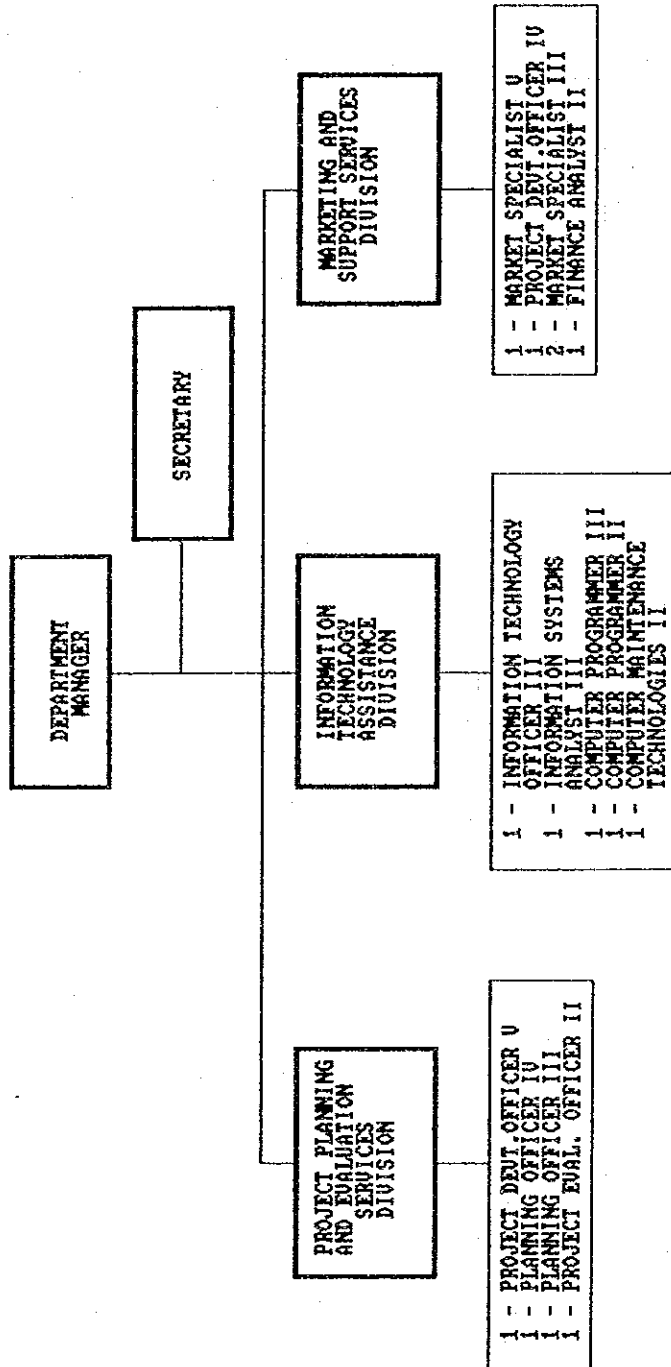 DEPARTMENT
MANAGER
SECRETARY
PROJECT PLANNING
AND EVALUATION
SERVICES
DIVISION
INFORMATION
TECHNOLOGY
ASSISTANCE
DIVISION
MARKETING AND
SUPPORT SERVICES
DIVISION
1 - PROJECT DEVT.OFFICER V
1 - PLANNING OFFICER IV
1 - PLANNING OFFICER III
1 - PROJECT EVAL. OFFICER II
1 - INFORMATION TECHNOLOGY
OFFICER III
1 - INFORMATION SYSTEMS
ANALYST III
1 - COMPUTER PROGRAMMER III
1 - COMPUTER PROGRAMMER II
1 - COMPUTER MAINTENANCE
TECHNOLOGIES II
1 - MARKET SPECIALIST V
1 - PROJECT DEVT.OFFICER IV
2 - MARKET SPECIALIST III
1 - FINANCE ANALYST II